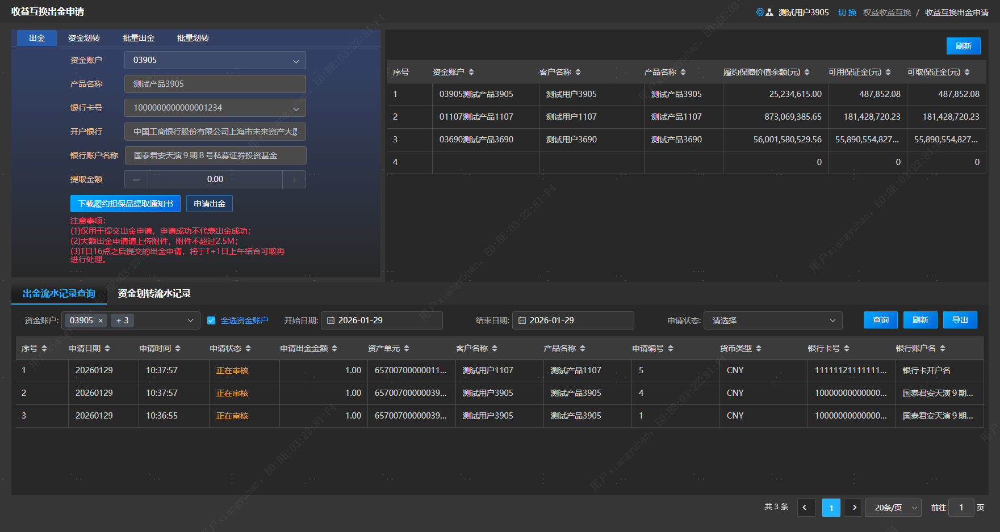 收益互换出金申请
测试用户3905 切 换 权益收益互换 / 收益互换出金申请
出金 资金划转 批量出金 批量划转
资金账户 03905
产品名称 测试产品3905
银行卡号 1000000000000001234
开户银行 中国工商银行股份有限公司上海市未来资产大厦
银行账户名称 国泰君安天演9期B号私募证券投资基金
提取金额 0.00
下载履约担保品提取通知书 申请出金
注意事项:
(1)仅用于提交出金申请，申请成功不代表出金成功；
(2)大额出金申请请上传附件，附件不超过2.5M；
(3)T日16点之后提交的出金申请，将于T+1日上午结合可取再
进行处理。
刷新
序号 资金账户 客户名称 产品名称 履约保障价值余额(元) 可用保证金(元) 可取保证金(元)
1 03905测试产品3905 测试用户3905 测试产品3905 25,234,615.00 487,852.08 487,852.08
2 01107测试产品1107 测试用户1107 测试产品1107 873,069,385.65 181,428,720.23 181,428,720.23
3 03690测试产品3690 测试用户3690 测试产品3690 56,001,580,529.56 55,890,554,827... 55,890,554,827...
4 0 0 0
出金流水记录查询 资金划转流水记录
资金账户: 03905 × + 3 全选资金账户 开始日期: 2026-01-29 结束日期: 2026-01-29 申请状态: 请选择 查询 刷新 导出
序号 申请日期 申请时间 申请状态 申请出金金额 资产单元 客户名称 产品名称 申请编号 货币类型 银行卡号 银行账户名
1 20260129 10:37:57 正在审核 1.00 65700700000011... 测试用户1107 测试产品1107 5 CNY 11111121111111... 银行卡开户名
2 20260129 10:37:57 正在审核 1.00 65700700000039... 测试用户3905 测试产品3905 4 CNY 10000000000000... 国泰君安天演9期...
3 20260129 10:36:55 正在审核 1.00 65700700000039... 测试用户3905 测试产品3905 1 CNY 10000000000000... 国泰君安天演9期...
共 3 条 1 20条/页 前往 1 页
用户xiangyuhan, E0:BE:03:22:81:F4